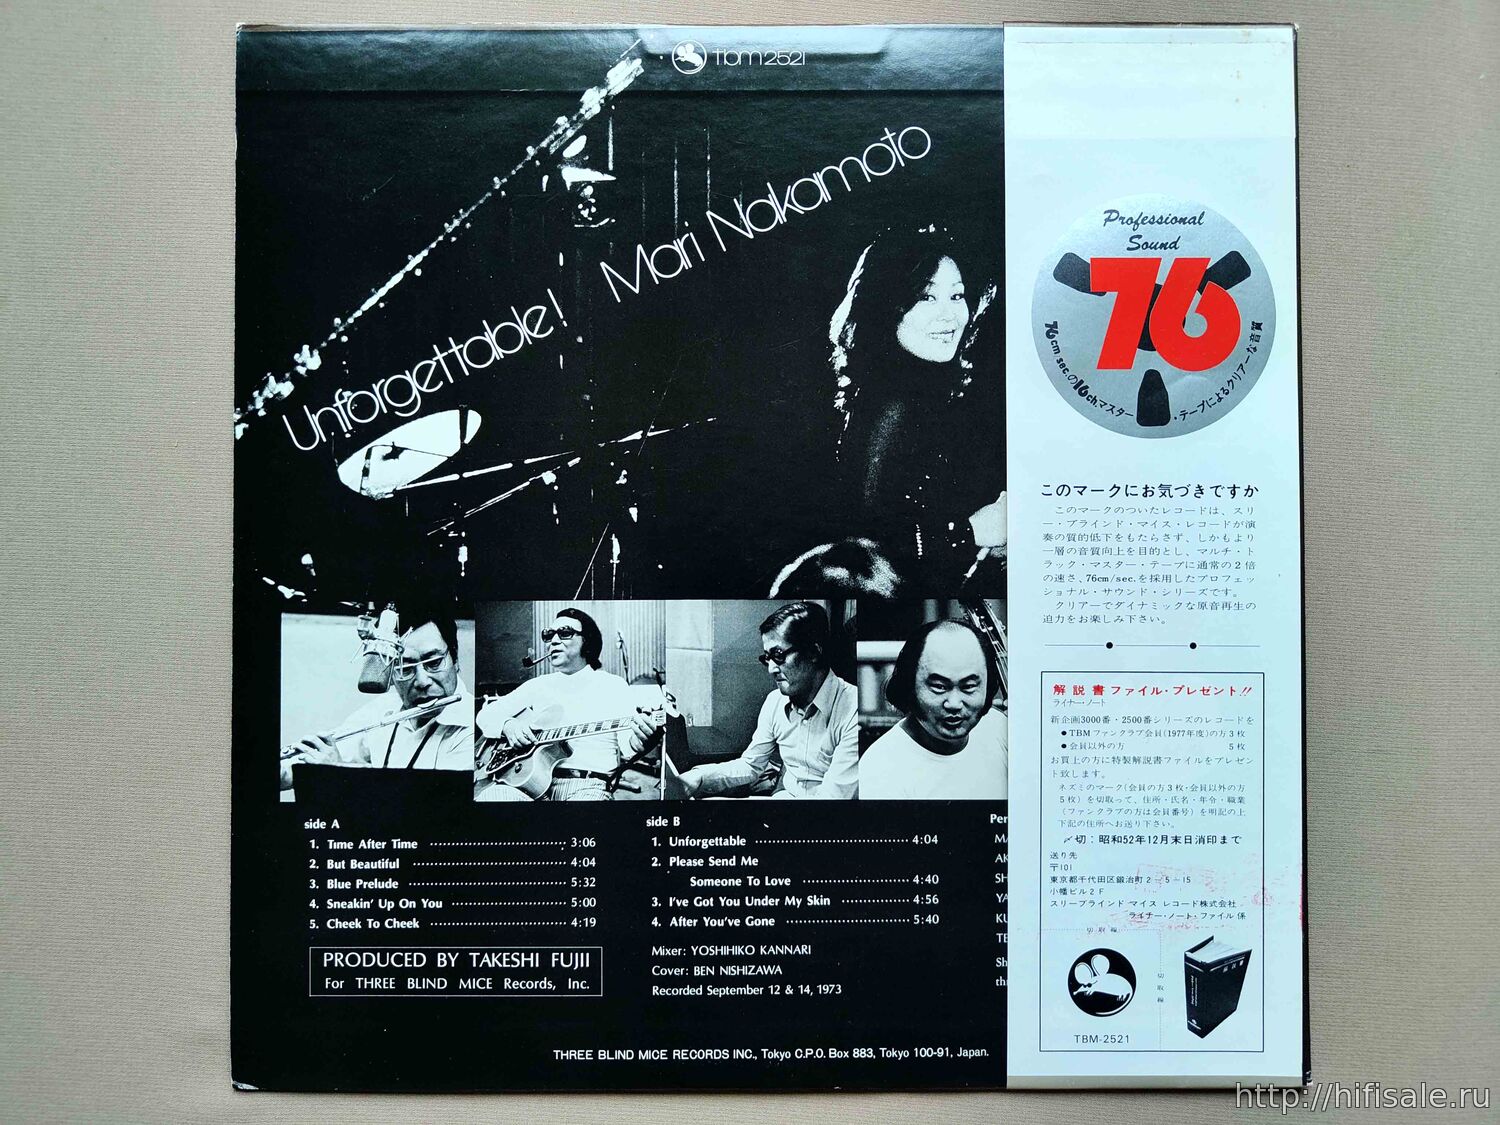 tbm 2521
Unforgettable! Mari Nakamoto
side A
1. Time After Time 3:06
2. But Beautiful 4:04
3. Blue Prelude 5:32
4. Sneakin' Up On You 5:00
5. Cheek To Cheek 4:19
PRODUCED BY TAKESHI FUJII
For THREE BLIND MICE Records, Inc.
side B
1. Unforgettable 4:04
2. Please Send Me
Someone To Love 4:40
3. I've Got You Under My Skin 4:56
4. After You've Gone 5:40
Mixer: YOSHIHIKO KANNARI
Cover: BEN NISHIZAWA
Recorded September 12 & 14, 1973
Per
MA
AK
SH
YA
KU
TE
Sh
thr
THREE BLIND MICE RECORDS INC., Tokyo C.P.O. Box 883, Tokyo 100-91, Japan.
Professional
Sound
76
76cm/sec.の16ch.マスター・テープによるクリアーな音質
このマークにお気づきですか
このマークのついたレコードは、スリ
ー・ブラインド・マイス・レコードが演
奏の質的低下をもたらさず、しかもより
一層の音質向上を目的とし、マルチ・ト
ラック・マスター・テープに通常の2倍
の速さ、76cm/sec.を採用したプロフェッ
ショナル・サウンド・シリーズです。
クリアーでダイナミックな原音再生の
迫力をお楽しみ下さい。
解説書ファイル・プレゼント!!
ライナー・ノート
新企画3000番・2500番シリーズのレコードを
●TBMファンクラブ会員(1977年度)の方3枚
●会員以外の方 5枚
お買上の方に特製解説書ファイルをプレゼン
ト致します。
ネズミのマーク(会員の方3枚・会員以外の方
5枚)を切取って、住所・氏名・年令・職業
(ファンクラブの方は会員番号)を明記の上
下記の住所へお送り下さい。
〆切:昭和52年12月末日消印まで
送り先
〒101
東京都千代田区鍛治町2-5-15
小幡ビル2F
スリーブラインド マイス レコード株式会社
ライナー・ノート・ファイル係
切取線
切取線
解説書
TBM-2521
http://hifisale.ru